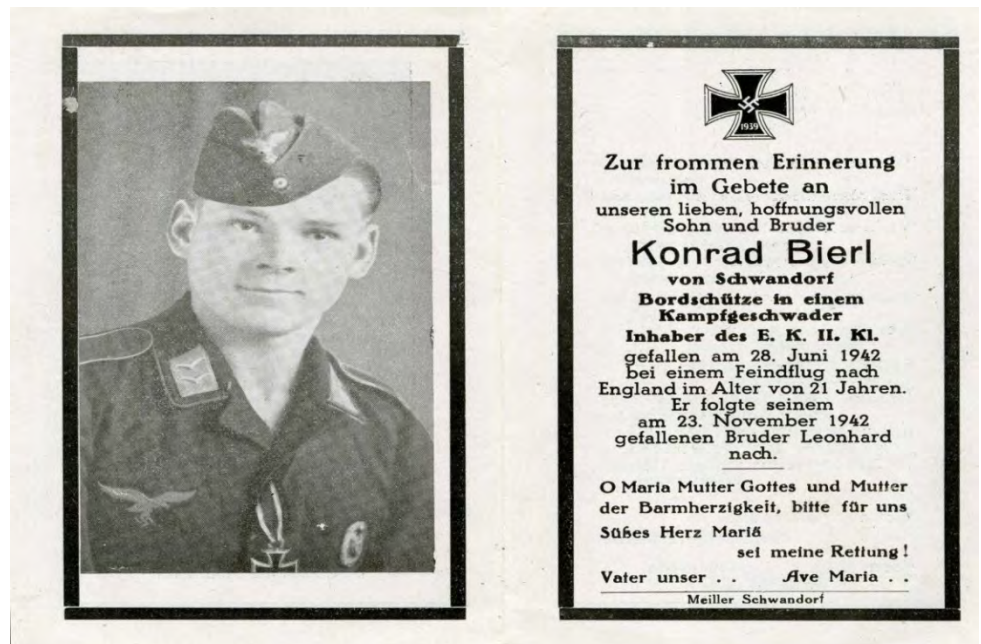 1939
Zur frommen Erinnerung
im Gebete an
unseren lieben, hoffnungsvollen
Sohn und Bruder
Konrad Bierl
von Schwandorf
Bordschütze in einem
Kampfgeschwader
Inhaber des E. K. II. Kl.
gefallen am 28. Juni 1942
bei einem Feindflug nach
England im Alter von 21 Jahren.
Er folgte seinem
am 23. November 1942
gefallenen Bruder Leonhard
nach.
O Maria Mutter Gottes und Mutter
der Barmherzigkeit, bitte für uns
Süßes Herz Mariä
sei meine Rettung!
Vater unser . . Ave Maria . .
Meiller Schwandorf